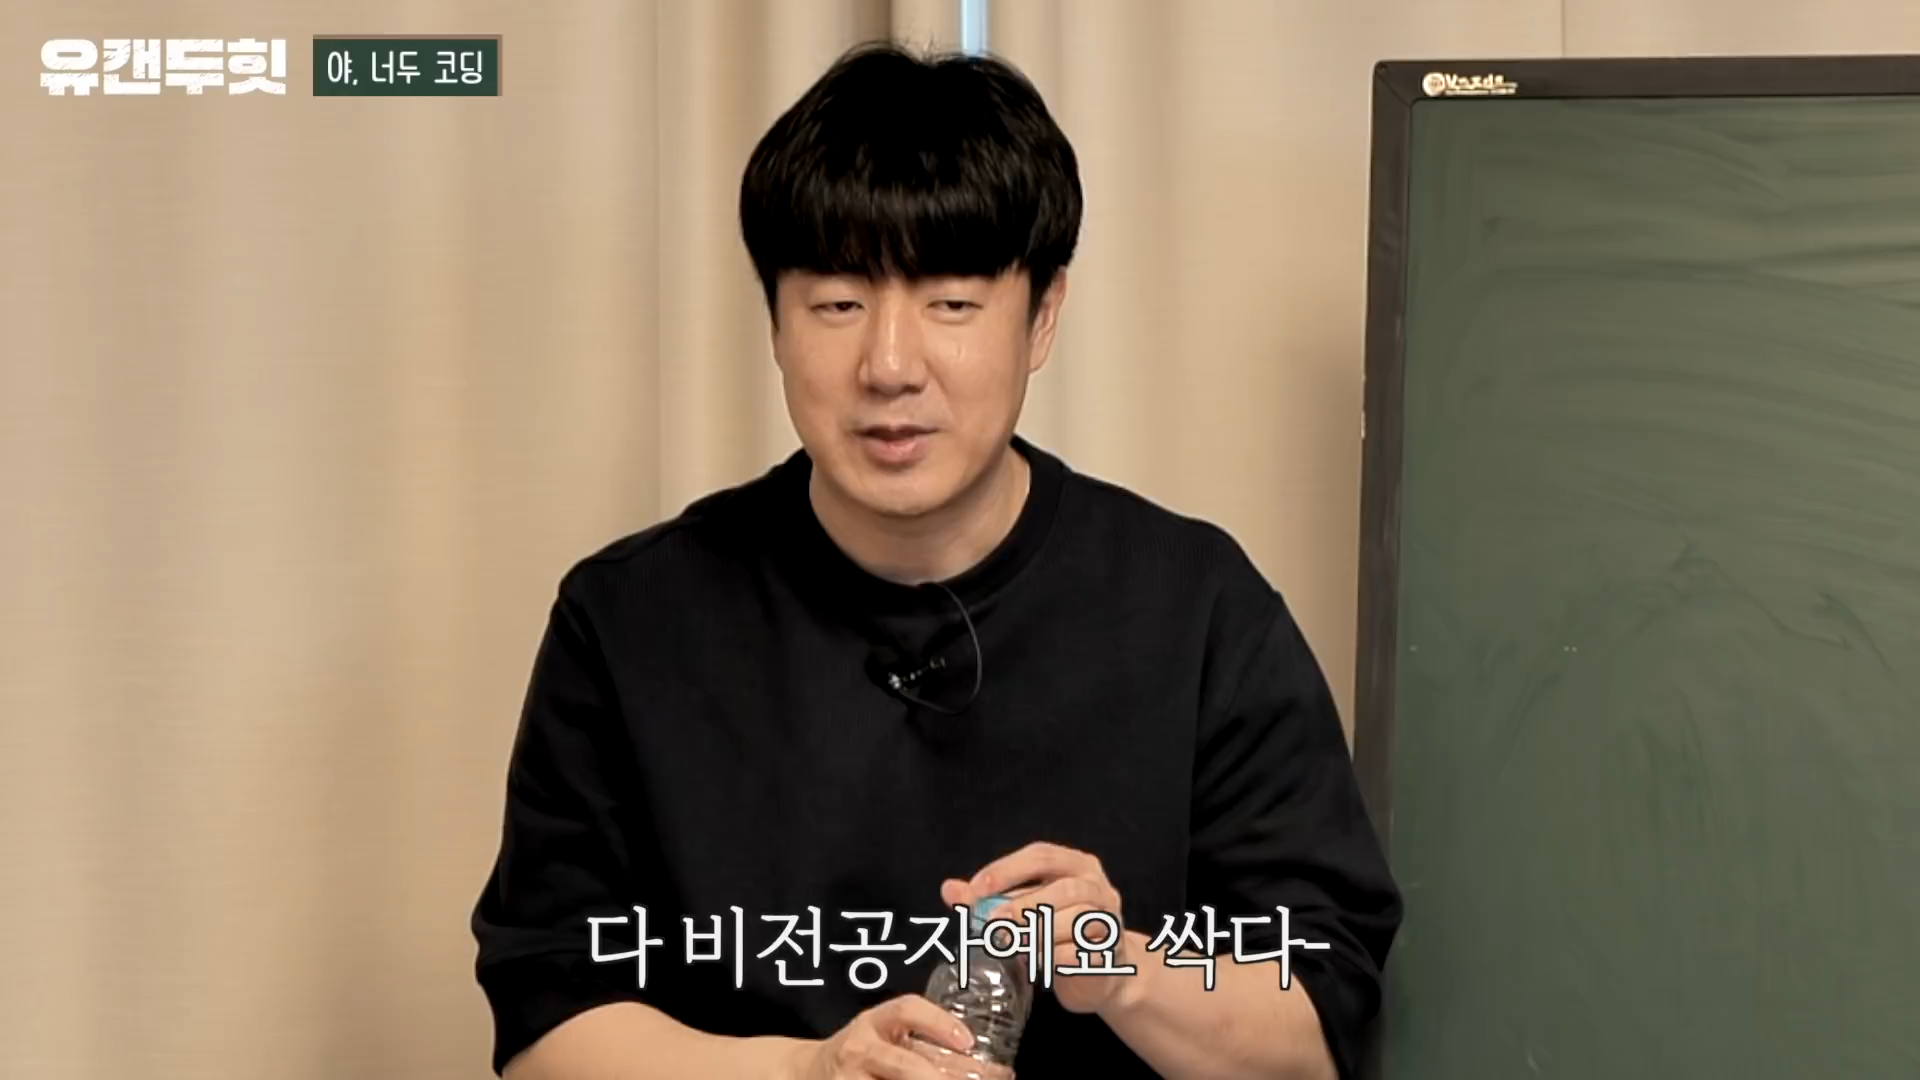 유캔두힛
야, 너두 코딩
다 비전공자예요 싹다-